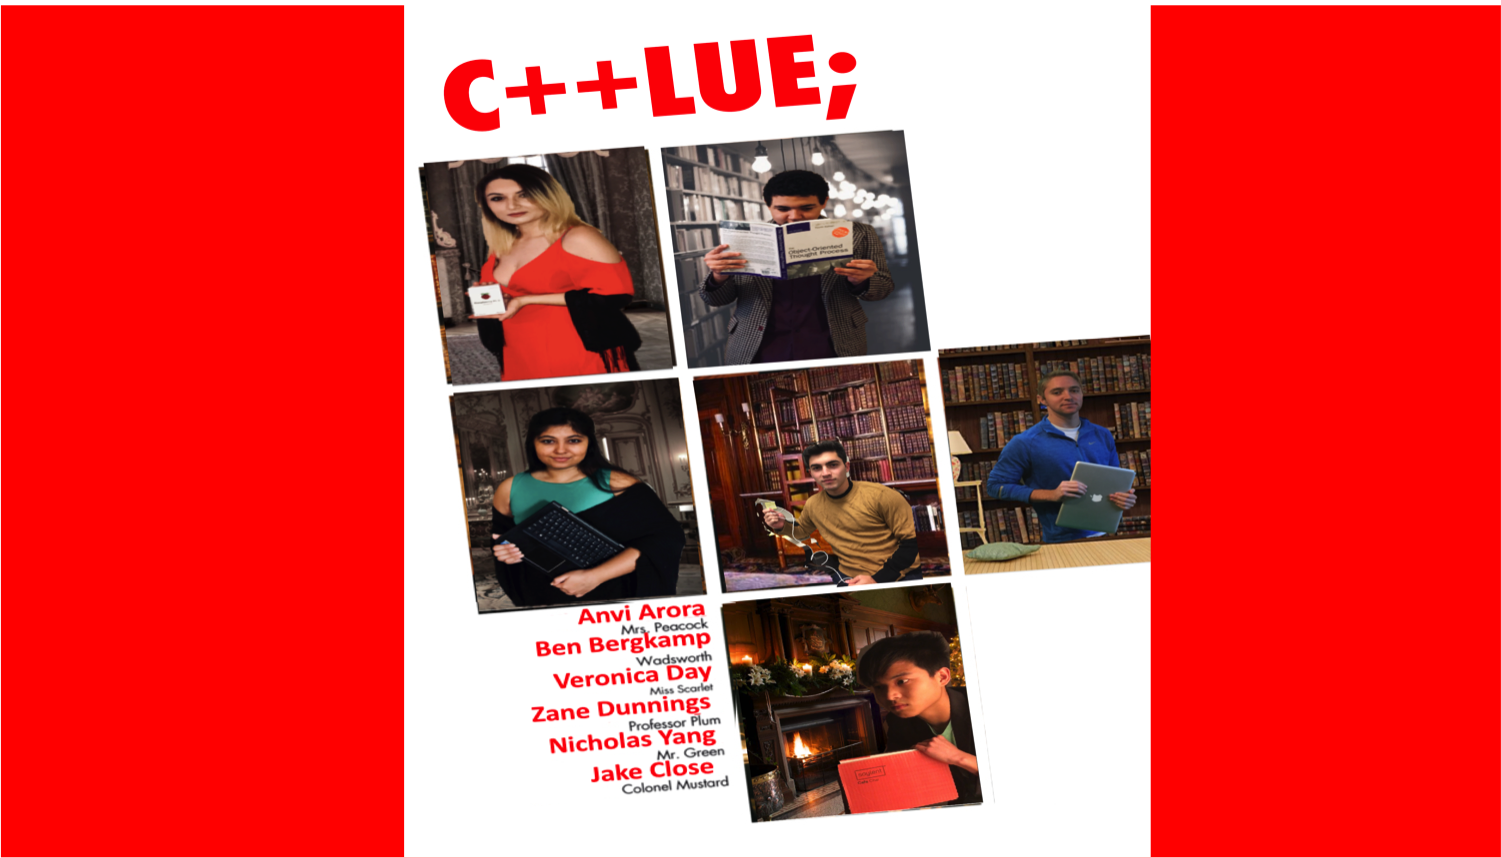 C++LUE;
Object-Oriented
Thought Process
Anvi Arora
Mrs. Peacock
Ben Bergkamp
Wadsworth
Veronica Day
Miss Scarlet
Zane Dunnings
Professor Plum
Nicholas Yang
Mr. Green
Jake Close
Colonel Mustard